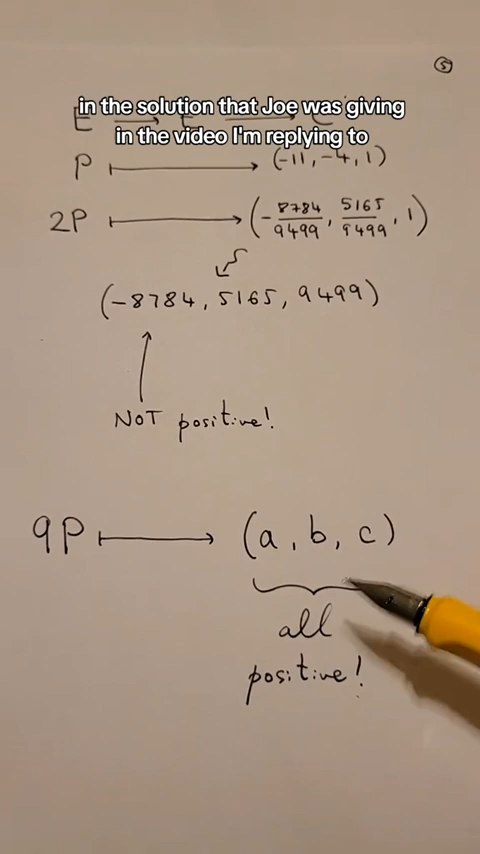 ⑤
in the solution that Joe was giving
in the video I'm replying to
P ⟼ (-11, -4, 1)
2P ⟼ (-8784/9499, 5165/9499, 1)
(-8784, 5165, 9499)
NOT positive!
9P ⟼ (a, b, c)
all
positive!